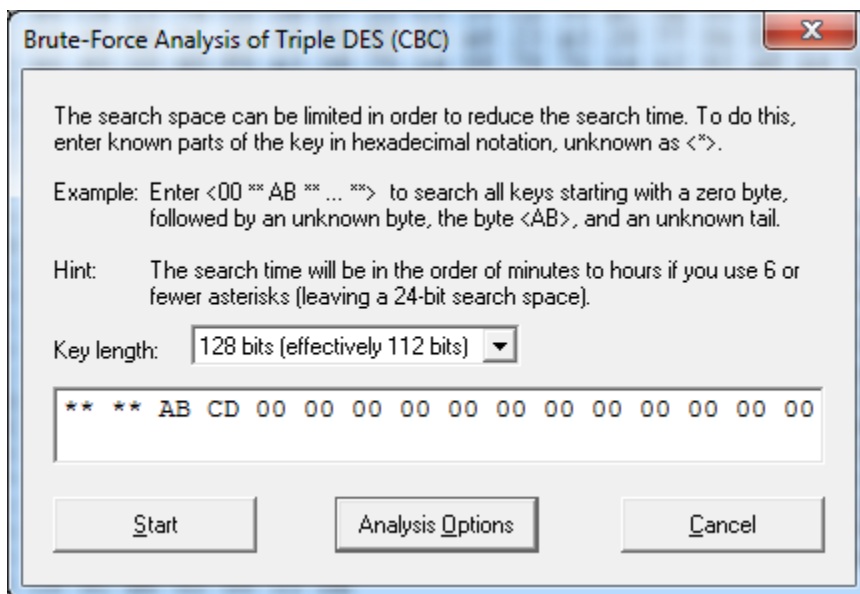 Brute-Force Analysis of Triple DES (CBC)
The search space can be limited in order to reduce the search time. To do this,
enter known parts of the key in hexadecimal notation, unknown as <*>.
Example: Enter <00 ** AB ** ... **> to search all keys starting with a zero byte,
followed by an unknown byte, the byte <AB>, and an unknown tail.
Hint: The search time will be in the order of minutes to hours if you use 6 or
fewer asterisks (leaving a 24-bit search space).
Key length: 128 bits (effectively 112 bits)
** ** AB CD 00 00 00 00 00 00 00 00 00 00 00 00
Start Analysis Options Cancel